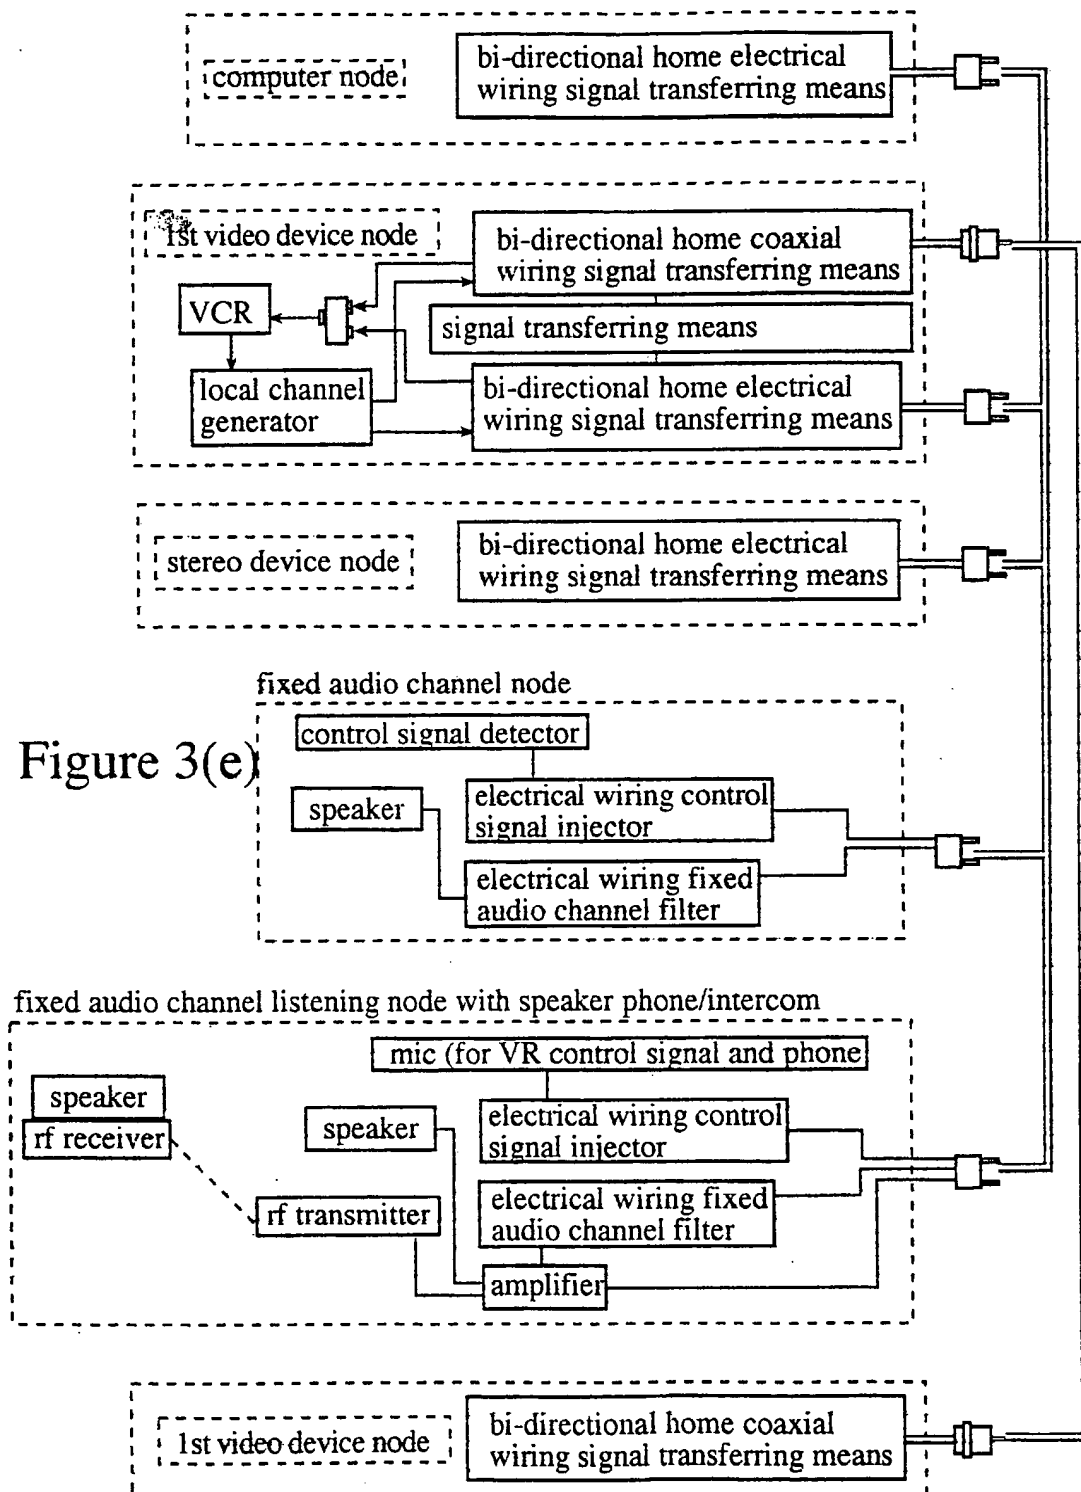 computer node
bi-directional home electrical
wiring signal transferring means
1st video device node
bi-directional home coaxial
wiring signal transferring means
VCR
signal transferring means
local channel
generator
bi-directional home electrical
wiring signal transferring means
stereo device node
bi-directional home electrical
wiring signal transferring means
fixed audio channel node
control signal detector
Figure 3(e)
speaker
electrical wiring control
signal injector
electrical wiring fixed
audio channel filter
fixed audio channel listening node with speaker phone/intercom
mic (for VR control signal and phone
speaker
rf receiver
speaker
electrical wiring control
signal injector
rf transmitter
electrical wiring fixed
audio channel filter
amplifier
1st video device node
bi-directional home coaxial
wiring signal transferring means